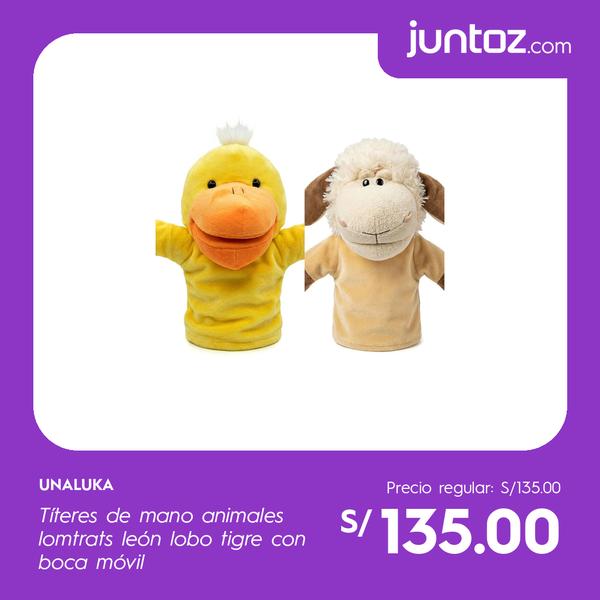 juntoz.com
UNALUKA
Títeres de mano animales
lomtrats león lobo tigre con
boca móvil
Precio regular: S/135.00
S/135.00